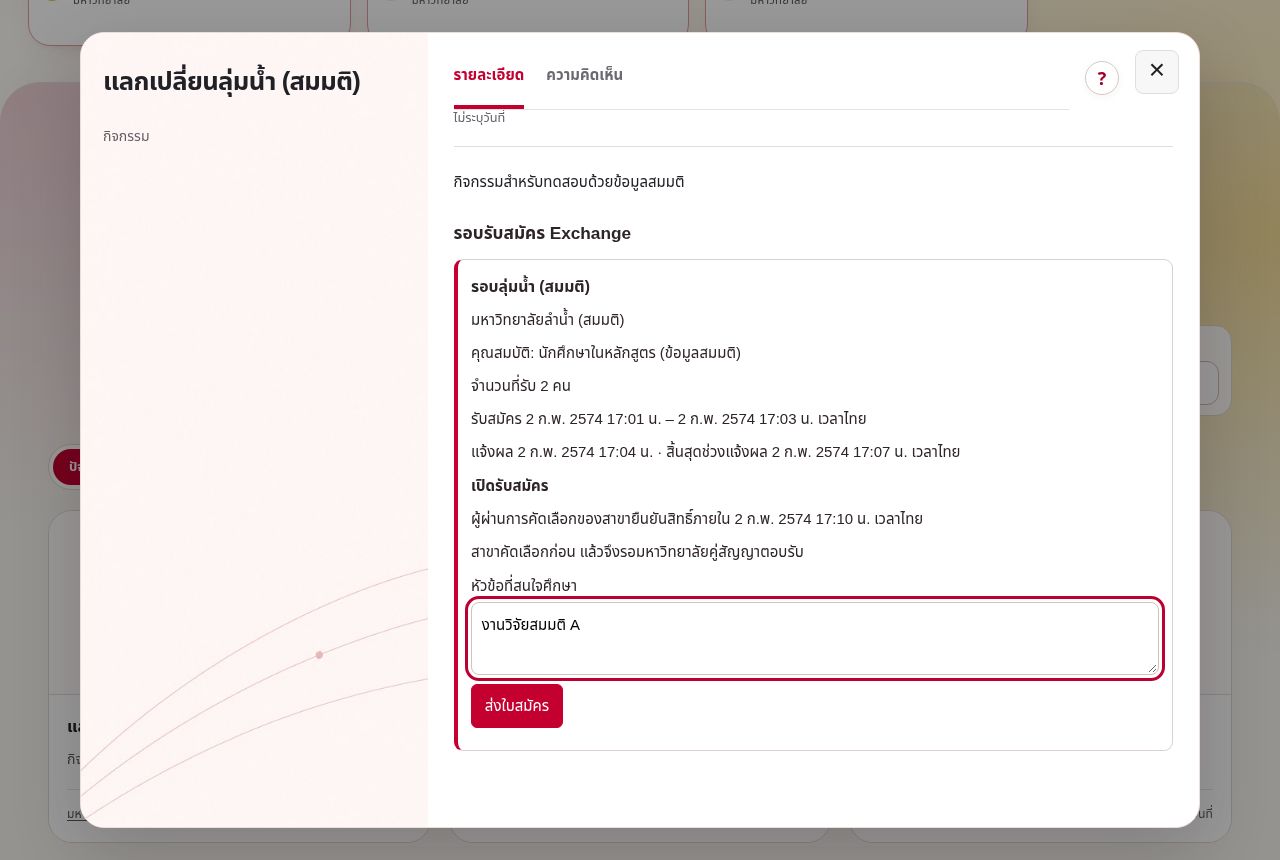 แลกเปลี่ยนลุ่มน้ำ (สมมติ)
กิจกรรม
รายละเอียด
ความคิดเห็น
?
✕
ไม่ระบุวันที่
กิจกรรมสำหรับทดสอบด้วยข้อมูลสมมติ
รอบรับสมัคร Exchange
รอบลุ่มน้ำ (สมมติ)
มหาวิทยาลัยลำน้ำ (สมมติ)
คุณสมบัติ: นักศึกษาในหลักสูตร (ข้อมูลสมมติ)
จำนวนที่รับ 2 คน
รับสมัคร 2 ก.พ. 2574 17:01 น. – 2 ก.พ. 2574 17:03 น. เวลาไทย
แจ้งผล 2 ก.พ. 2574 17:04 น. · สิ้นสุดช่วงแจ้งผล 2 ก.พ. 2574 17:07 น. เวลาไทย
เปิดรับสมัคร
ผู้ผ่านการคัดเลือกของสาขายืนยันสิทธิ์ภายใน 2 ก.พ. 2574 17:10 น. เวลาไทย
สาขาคัดเลือกก่อน แล้วจึงรอมหาวิทยาลัยคู่สัญญาตอบรับ
หัวข้อที่สนใจศึกษา
งานวิจัยสมมติ A
ส่งใบสมัคร